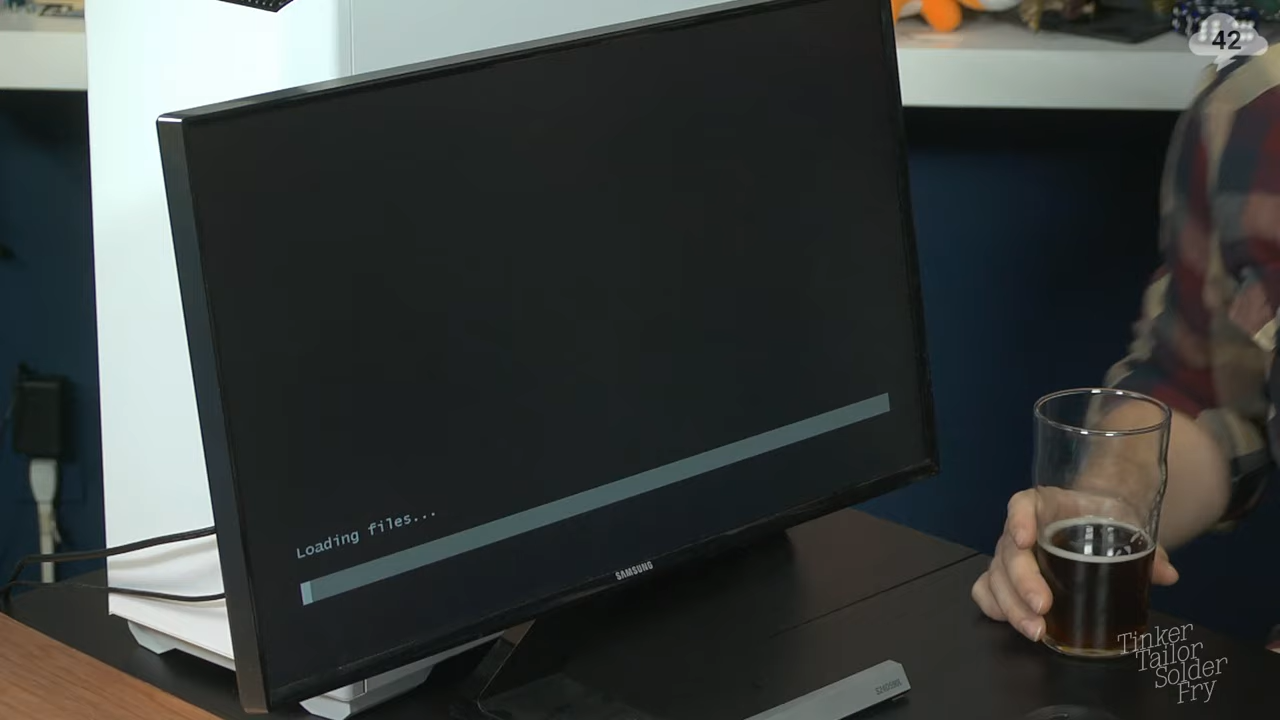 42
Loading files...
SAMSUNG
SAMSUNG
Tinker
Tailor
Solder
Fry